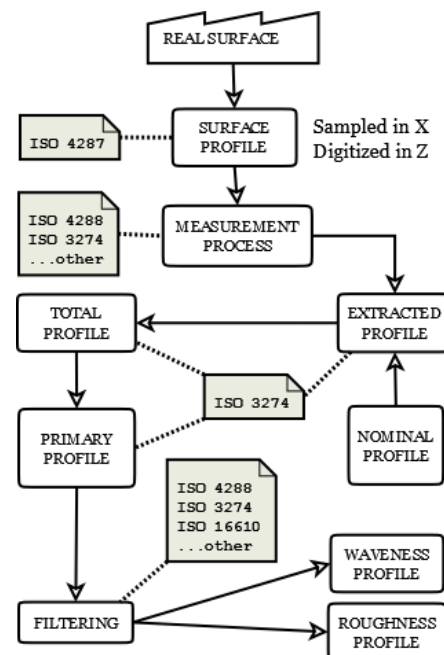 REAL SURFACE
ISO 4287
SURFACE
PROFILE
Sampled in X
Digitized in Z
ISO 4288
ISO 3274
...other
MEASUREMENT
PROCESS
TOTAL
PROFILE
EXTRACTED
PROFILE
ISO 3274
PRIMARY
PROFILE
NOMINAL
PROFILE
ISO 4288
ISO 3274
ISO 16610
...other
WAVENESS
PROFILE
FILTERING
ROUGHNESS
PROFILE